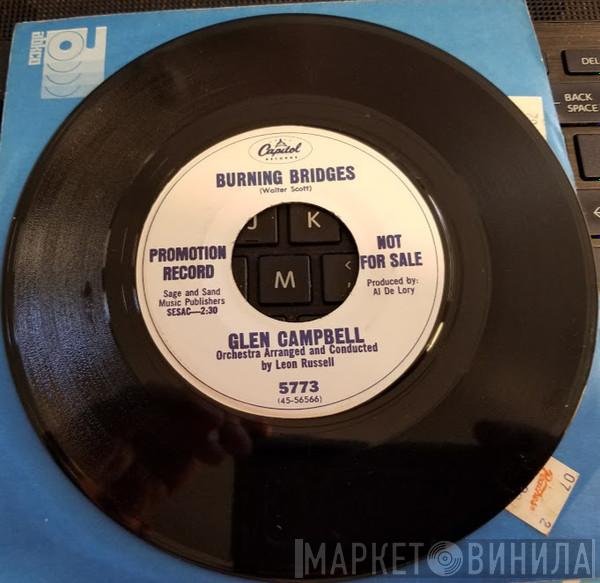 Capitol
RECORDS
BURNING BRIDGES
(Walter Scott)
PROMOTION
RECORD
NOT
FOR SALE
Sage and Sand
Music Publishers
SESAC—2:30
Produced by:
Al De Lory
GLEN CAMPBELL
Orchestra Arranged and Conducted
by Leon Russell
5773
(45-56566)
J
K
M
DEL
BACK
SPACE
07
2
МАРКЕТ ВИНИЛА